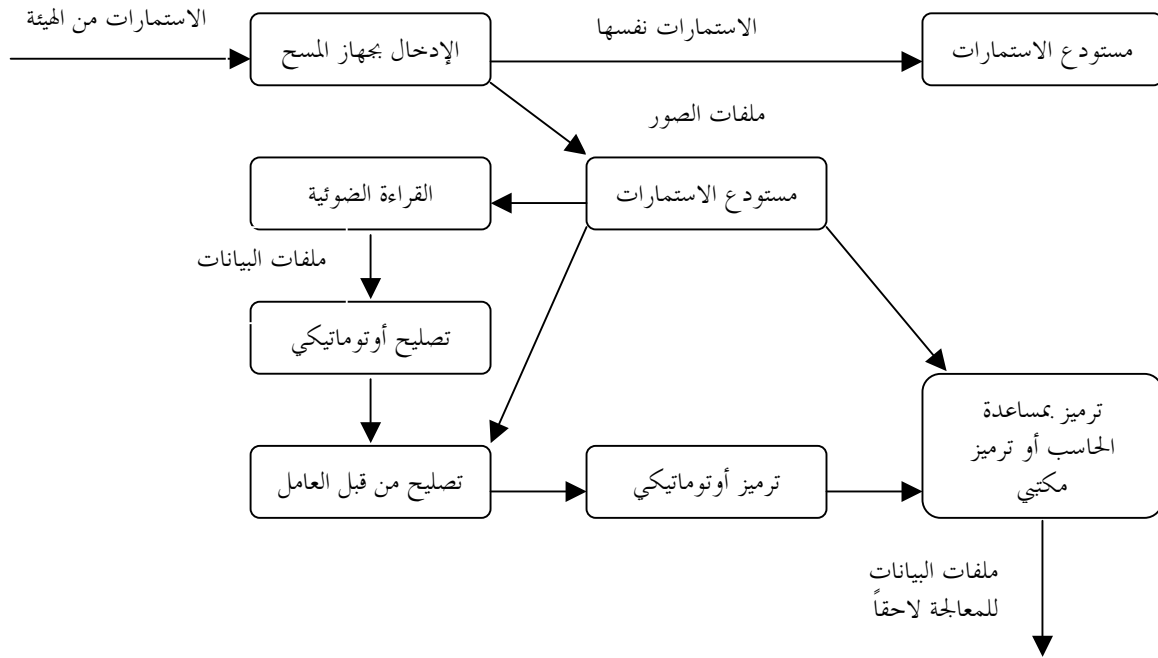 الاستمارات من الهيئة
الإدخال بجهاز المسح
الاستمارات نفسها
مستودع الاستمارات
ملفات الصور
القراءة الضوئية
مستودع الاستمارات
ملفات البيانات
تصليح أوتوماتيكي
تصليح من قبل العامل
ترميز أوتوماتيكي
ترميز بمساعدة
الحاسب أو ترميز
مكتبي
ملفات البيانات
للمعالجة لاحقاً